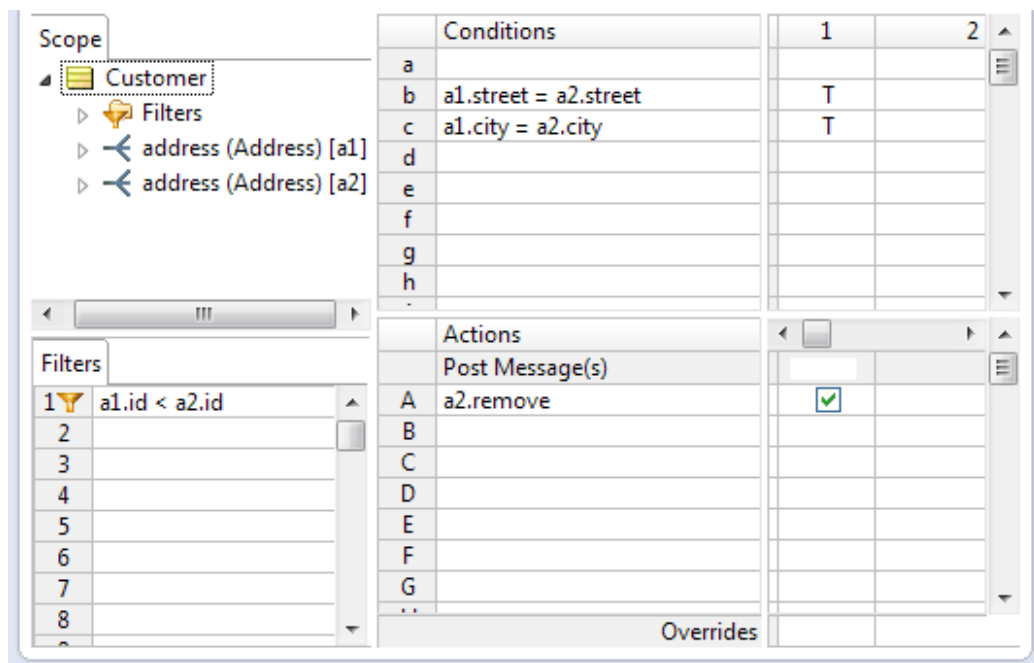 Scope
Customer
Filters
address (Address) [a1]
address (Address) [a2]
Filters
1 a1.id < a2.id
2
3
4
5
6
7
8
Conditions 1 2
a
b a1.street = a2.street T
c a1.city = a2.city T
d
e
f
g
h
Actions
Post Message(s)
A a2.remove
B
C
D
E
F
G
Overrides